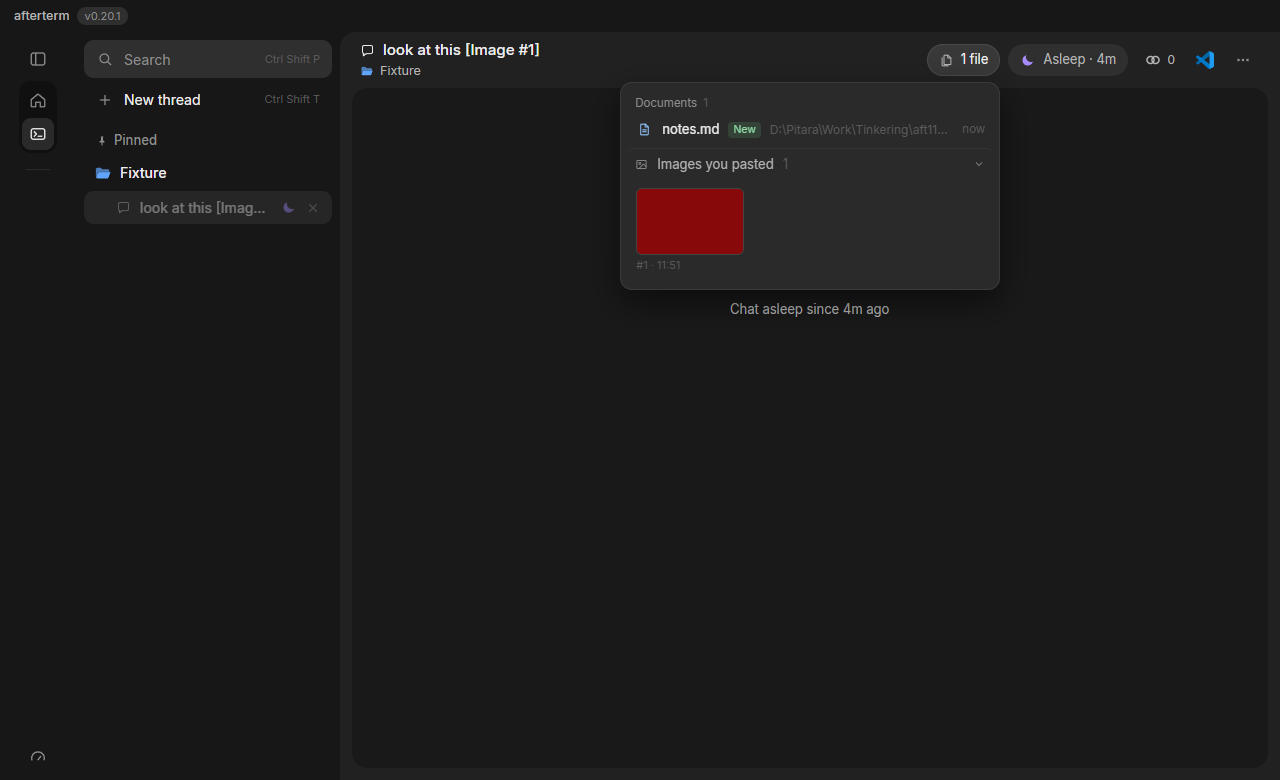 afterterm v0.20.1
Search Ctrl Shift P
New thread Ctrl Shift T
Pinned
Fixture
look at this [Imag...
look at this [Image #1]
Fixture
1 file
Asleep · 4m
0
Documents 1
notes.md New D:\Pitara\Work\Tinkering\aft11... now
Images you pasted 1
#1 · 11:51
Chat asleep since 4m ago